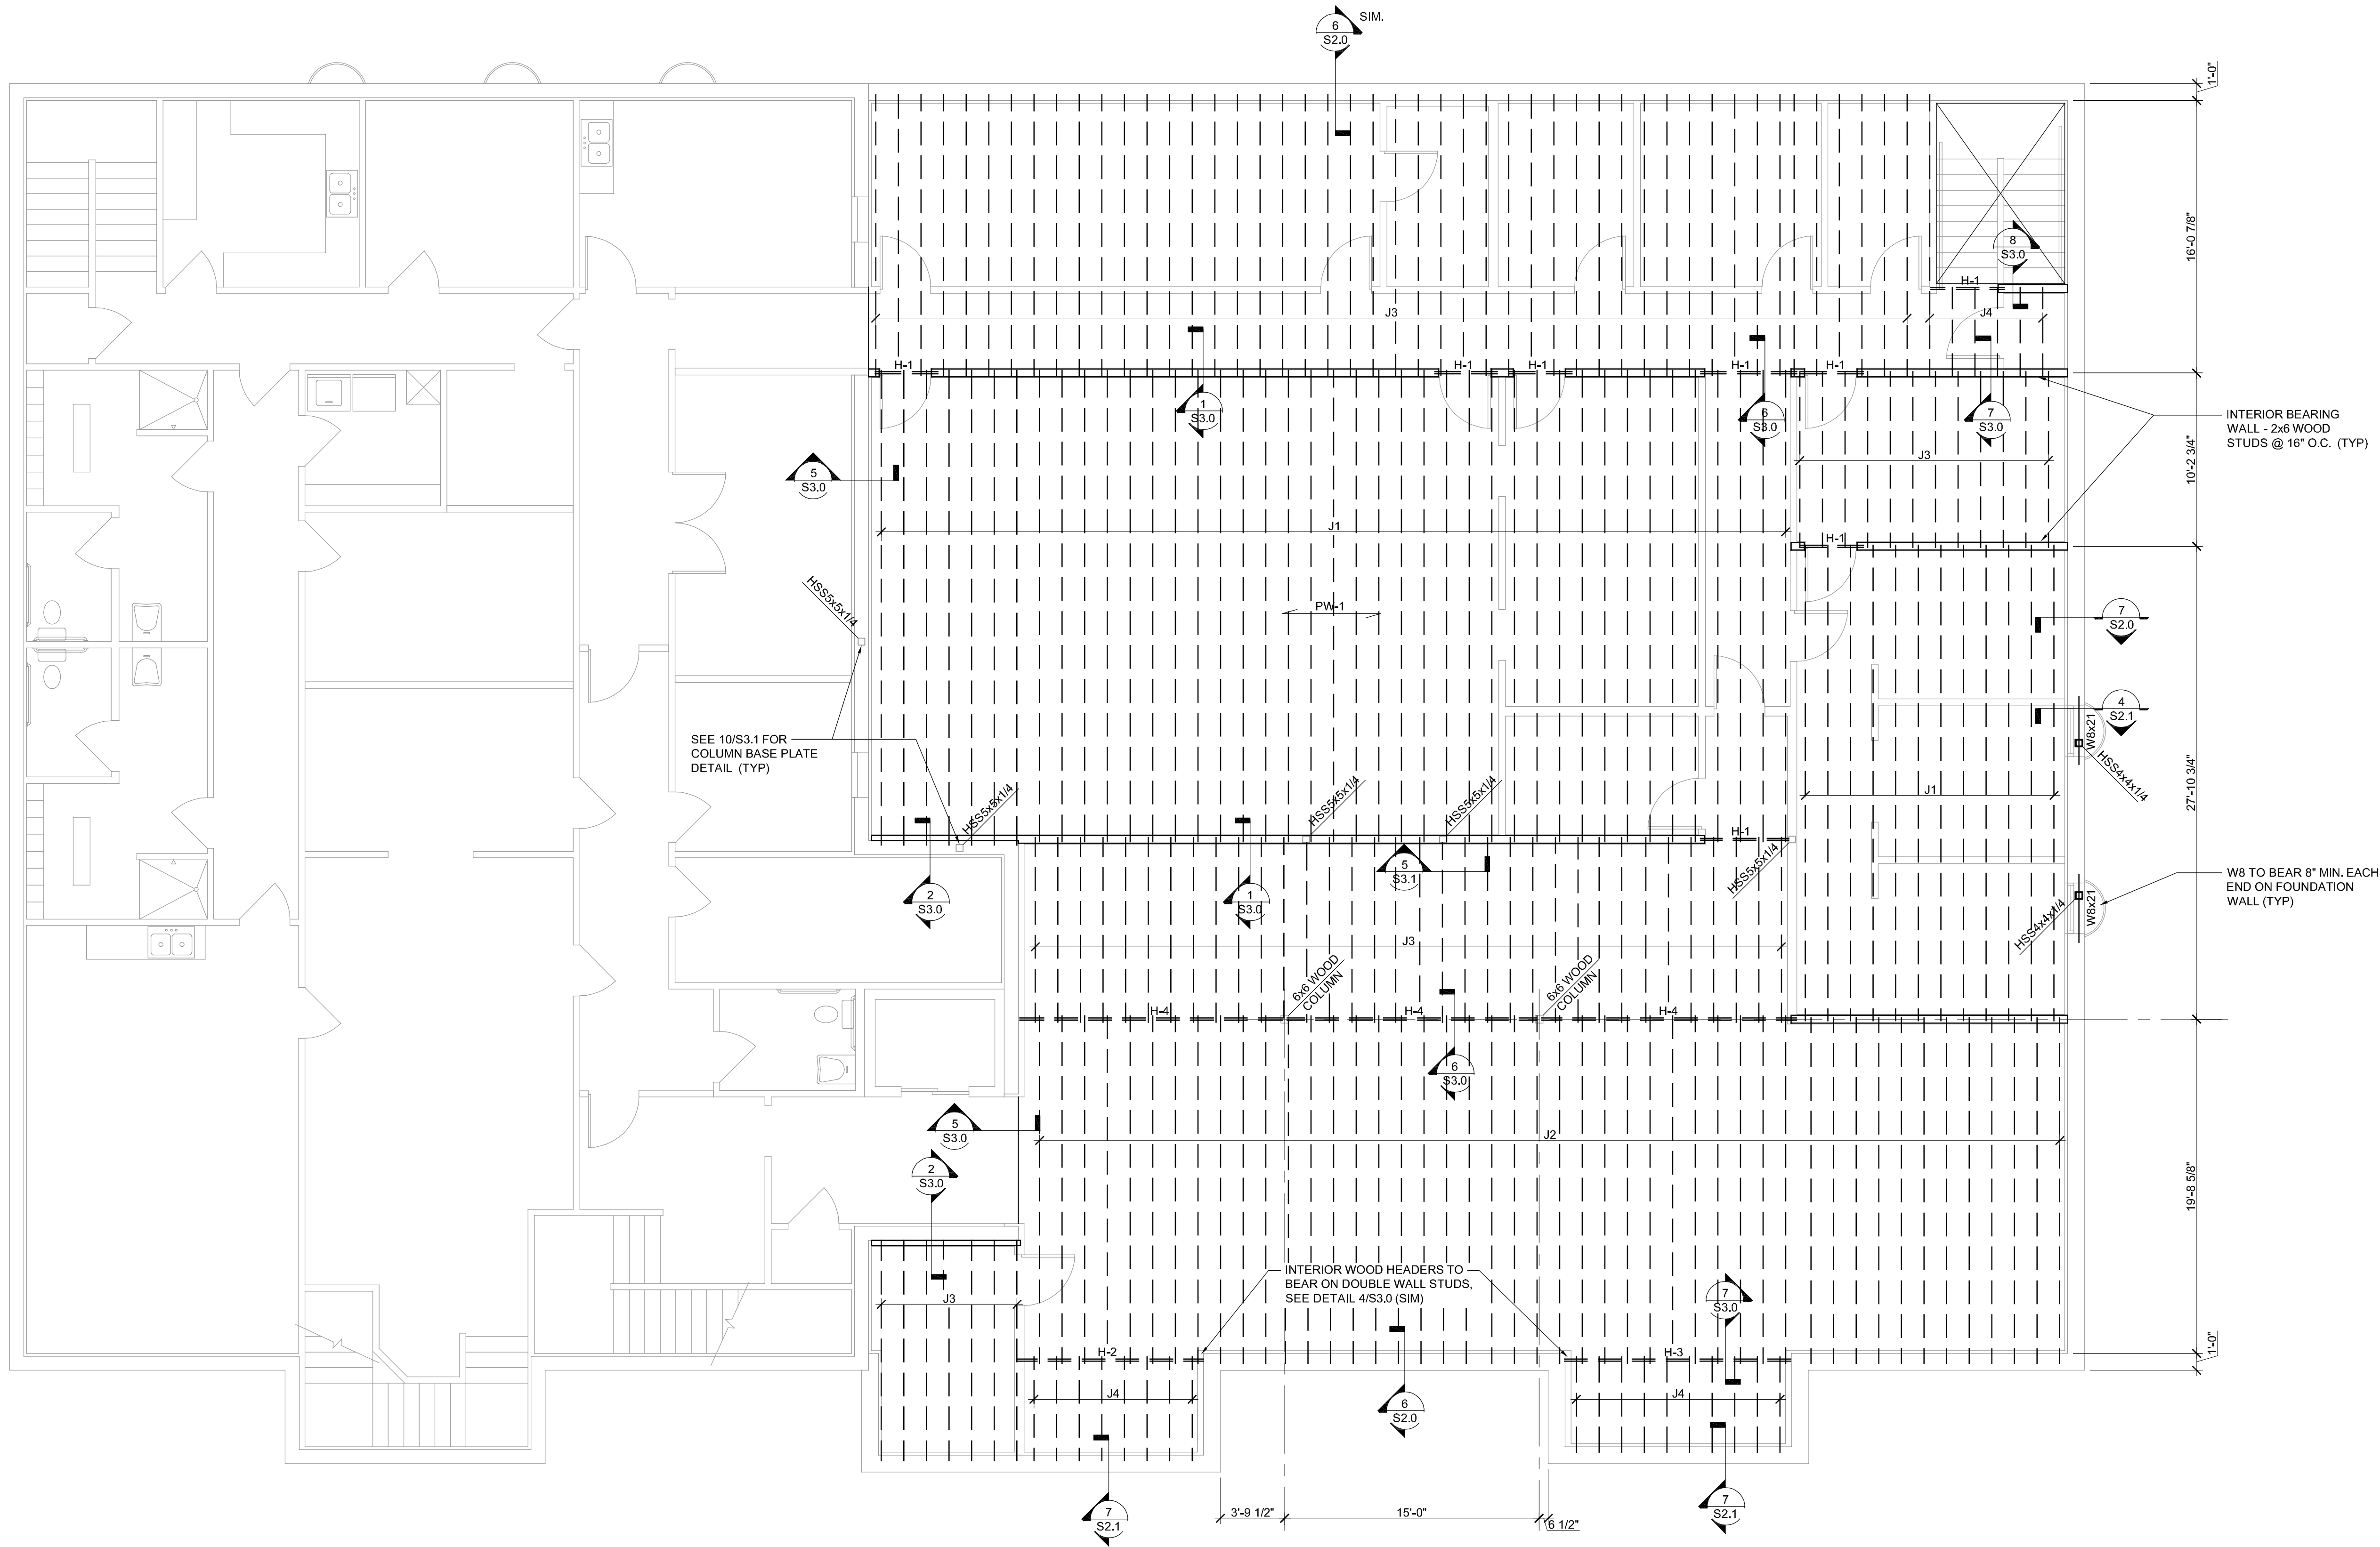 6
S2.0
SIM.
1'-0"
16'-0 7/8"
8
S3.0
H-1
J3
J4
H-1
H-1
H-1
H-1
H-1
1
S3.0
6
S3.0
7
S3.0
INTERIOR BEARING
WALL - 2x6 WOOD
STUDS @ 16" O.C. (TYP)
5
S3.0
J3
10'-2 3/4"
J1
H-1
HSS5x5x1/4
PW-1
7
S2.0
4
S2.1
W8x21
HSS4x4x1/4
SEE 10/S3.1 FOR
COLUMN BASE PLATE
DETAIL (TYP)
HSS5x5x1/4
HSS5x5x1/4
HSS5x5x1/4
J1
27'-10 3/4"
H-1
HSS5x5x1/4
5
S3.1
2
S3.0
1
S3.0
W8 TO BEAR 8" MIN. EACH
END ON FOUNDATION
WALL (TYP)
W8x21
HSS4x4x1/4
J3
6x6 WOOD
COLUMN
6x6 WOOD
COLUMN
H-4
H-4
H-4
6
S3.0
5
S3.0
J2
2
S3.0
19'-8 5/8"
INTERIOR WOOD HEADERS TO
BEAR ON DOUBLE WALL STUDS,
SEE DETAIL 4/S3.0 (SIM)
7
S3.0
J3
H-2
H-3
1'-0"
J4
J4
6
S2.0
7
S2.1
7
S2.1
3'-9 1/2"
15'-0"
6 1/2"